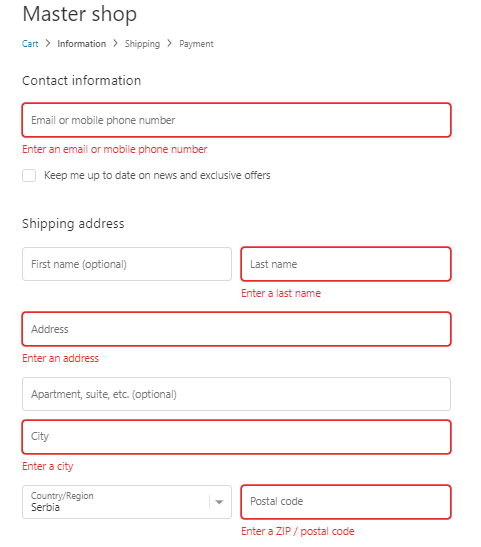 Master shop
Cart > Information > Shipping > Payment
Contact information
Email or mobile phone number
Enter an email or mobile phone number
Keep me up to date on news and exclusive offers
Shipping address
First name (optional) Last name
Enter a last name
Address
Enter an address
Apartment, suite, etc. (optional)
City
Enter a city
Country/Region
Serbia
Postal code
Enter a ZIP / postal code